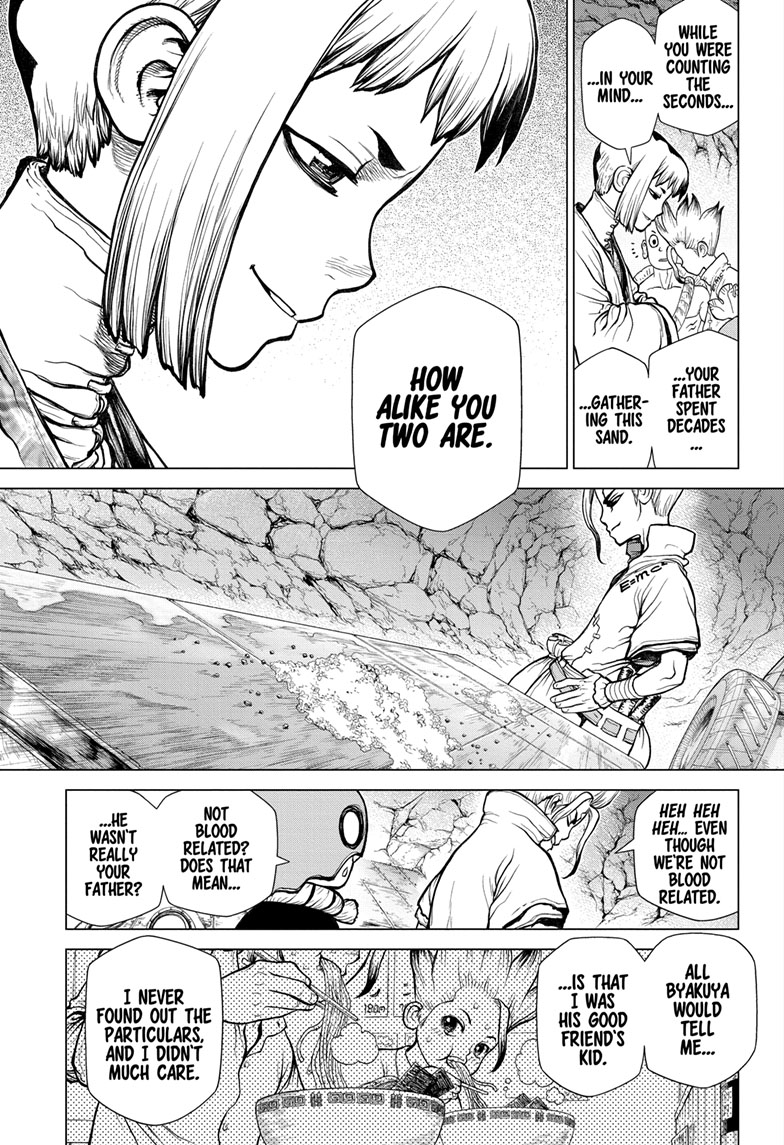 WHILE
YOU WERE
COUNTING
THE
SECONDS...
...IN YOUR
MIND...
...YOUR
FATHER
SPENT
DECADES
...
...GATHER-
ING THIS
SAND.
HOW
ALIKE YOU
TWO ARE.
E=mc²
HEH HEH
HEH... EVEN
THOUGH
WE'RE NOT
BLOOD
RELATED.
NOT
BLOOD
RELATED?
DOES THAT
MEAN...
...HE
WASN'T
REALLY
YOUR
FATHER?
ALL
BYAKUYA
WOULD
TELL
ME...
...IS THAT
I WAS
HIS GOOD
FRIEND'S
KID.
I NEVER
FOUND OUT THE
PARTICULARS,
AND I DIDN'T
MUCH CARE.